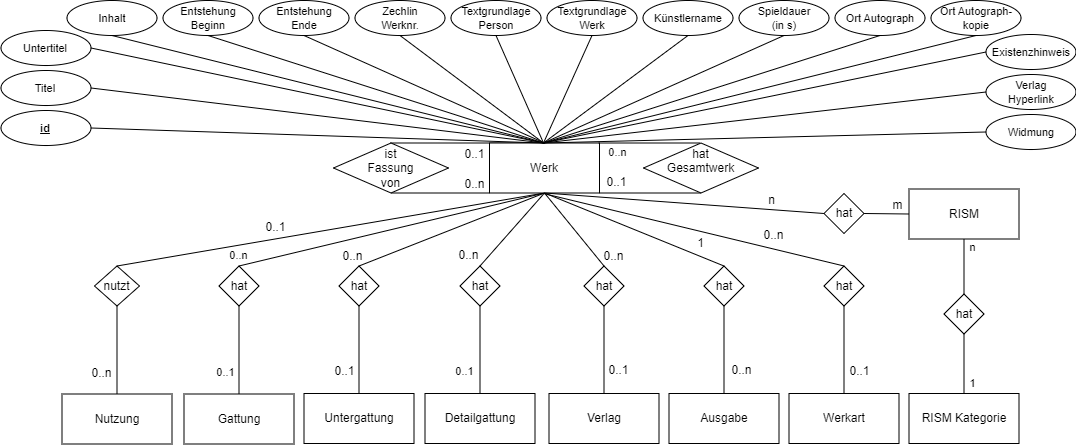 Inhalt
Entstehung
Beginn
Entstehung
Ende
Zechlin
Werknr.
Textgrundlage
Person
Textgrundlage
Werk
Künstlername
Spieldauer
(in s)
Ort Autograph
Ort Autograph-
kopie
Untertitel
Existenzhinweis
Titel
Verlag
Hyperlink
id
Widmung
ist
Fassung
von
0..1
0..n
Werk
0..n
0..1
hat
Gesamtwerk
n
hat
m
RISM
0..1
0..n
0..n
0..n
0..n
1
0..n
n
nutzt
hat
hat
hat
hat
hat
hat
hat
0..n
0..1
0..1
0..1
0..1
0..n
0..1
1
Nutzung
Gattung
Untergattung
Detailgattung
Verlag
Ausgabe
Werkart
RISM Kategorie